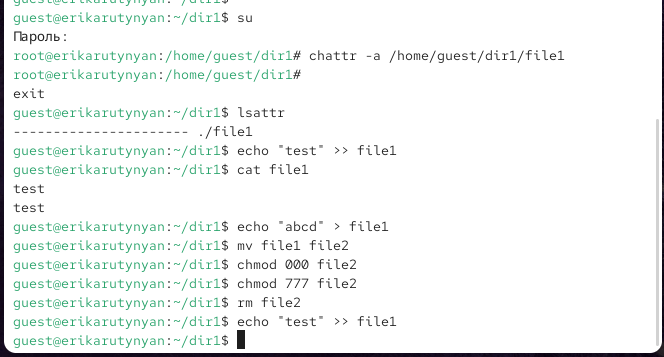 guest@erikarutynyan:~/dir1$ su
Пароль:
root@erikarutynyan:/home/guest/dir1# chattr -a /home/guest/dir1/file1
root@erikarutynyan:/home/guest/dir1#
exit
guest@erikarutynyan:~/dir1$ lsattr
---------------------- ./file1
guest@erikarutynyan:~/dir1$ echo "test" >> file1
guest@erikarutynyan:~/dir1$ cat file1
test
test
guest@erikarutynyan:~/dir1$ echo "abcd" > file1
guest@erikarutynyan:~/dir1$ mv file1 file2
guest@erikarutynyan:~/dir1$ chmod 000 file2
guest@erikarutynyan:~/dir1$ chmod 777 file2
guest@erikarutynyan:~/dir1$ rm file2
guest@erikarutynyan:~/dir1$ echo "test" >> file1
guest@erikarutynyan:~/dir1$